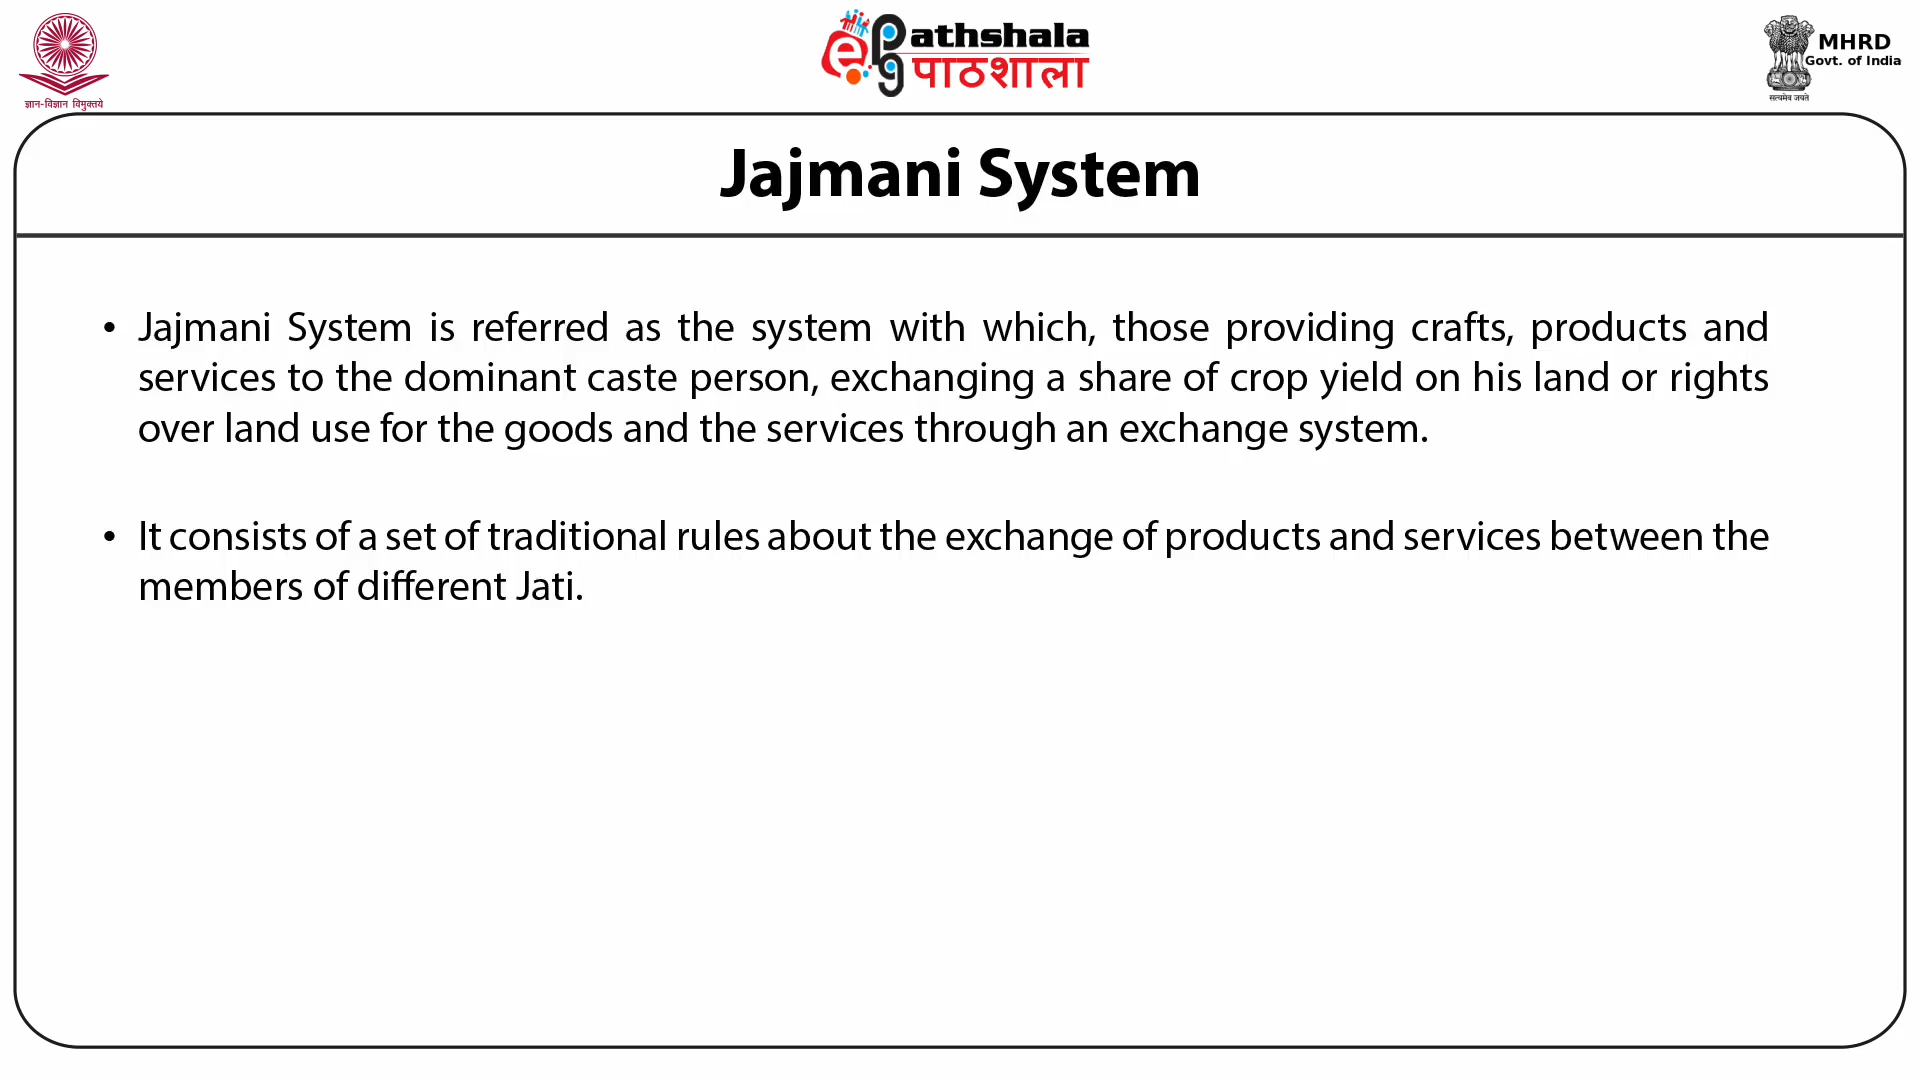 ज्ञान-विज्ञान विमुक्तये
ePG athshala
पाठशाला
MHRD
Govt. of India
सत्यमेव जयते
Jajmani System
• Jajmani System is referred as the system with which, those providing crafts, products and
services to the dominant caste person, exchanging a share of crop yield on his land or rights
over land use for the goods and the services through an exchange system.
• It consists of a set of traditional rules about the exchange of products and services between the
members of different Jati.